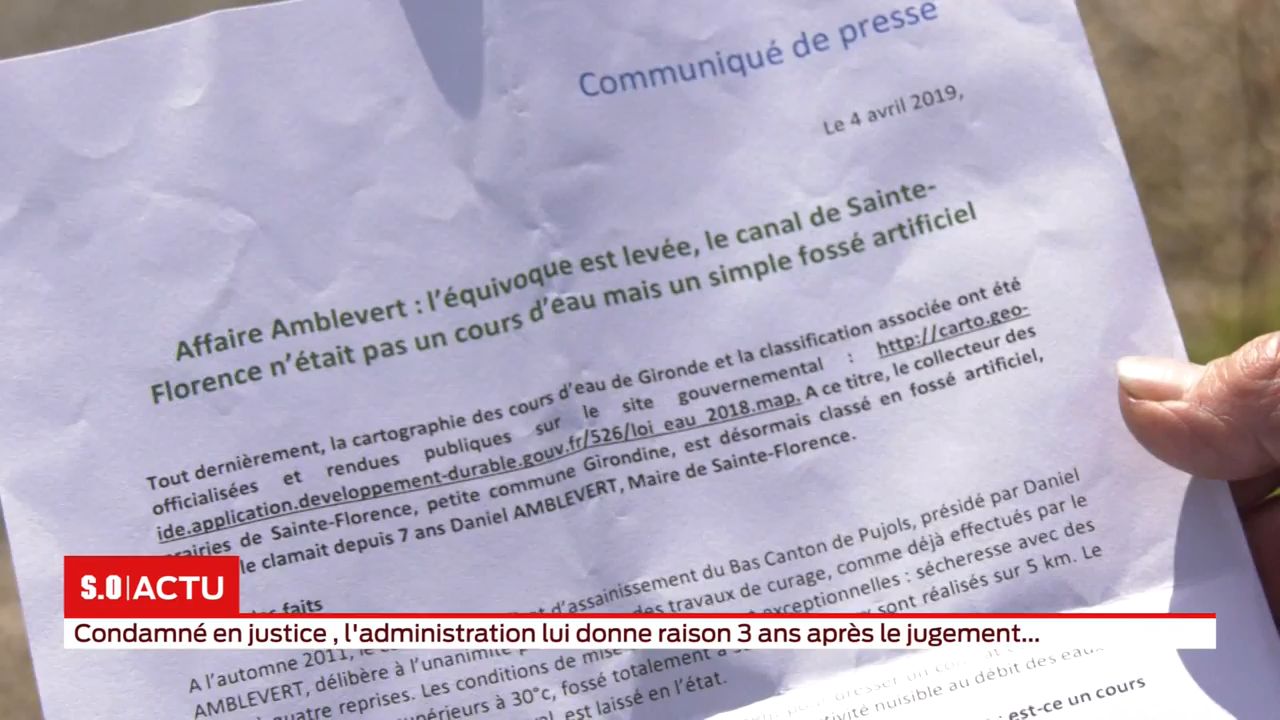 Communiqué de presse
Le 4 avril 2019,
Affaire Amblevert : l'équivoque est levée, le canal de Sainte-
Florence n'était pas un cours d'eau mais un simple fossé artificiel
Tout dernièrement, la cartographie des cours d'eau de Gironde et la classification associée ont été
officialisées et rendues publiques sur le site gouvernemental : http://carto.geo-
ide.application.developpement-durable.gouv.fr/526/loi_eau_2018.map. A ce titre, le collecteur des
prairies de Sainte-Florence, petite commune Girondine, est désormais classé en fossé artificiel,
le clamait depuis 7 ans Daniel AMBLEVERT, Maire de Sainte-Florence.
faits
A l'automne 2011, d'assainissement du Bas Canton de Pujols, présidé par Daniel
AMBLEVERT, délibère à l'unanimité des travaux de curage, comme déjà effectués par le
quatre reprises. Les conditions de mise exceptionnelles : sécheresse avec des
supérieurs à 30°c, fossé totalement à sont réalisés sur 5 km. Le
est laissé en l'état.
nuisible au débit des eaux
: est-ce un cours
S.O|ACTU
Condamné en justice , l'administration lui donne raison 3 ans après le jugement...